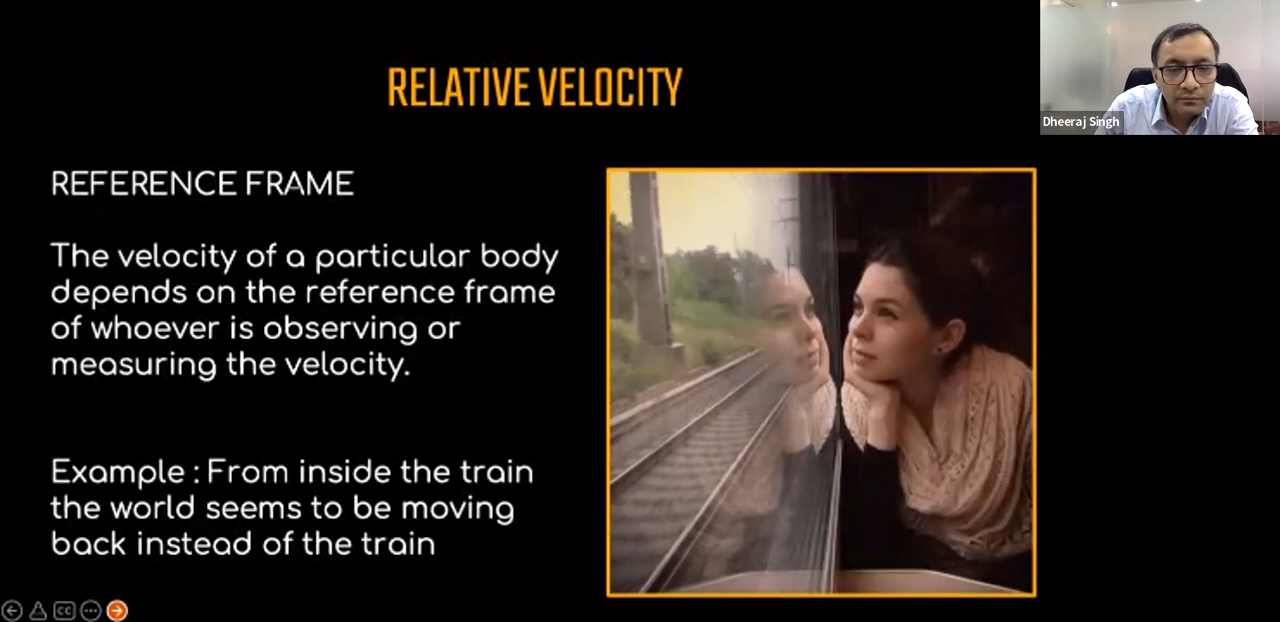 RELATIVE VELOCITY
Dheeraj Singh
REFERENCE FRAME
The velocity of a particular body
depends on the reference frame
of whoever is observing or
measuring the velocity.
Example : From inside the train
the world seems to be moving
back instead of the train
CC